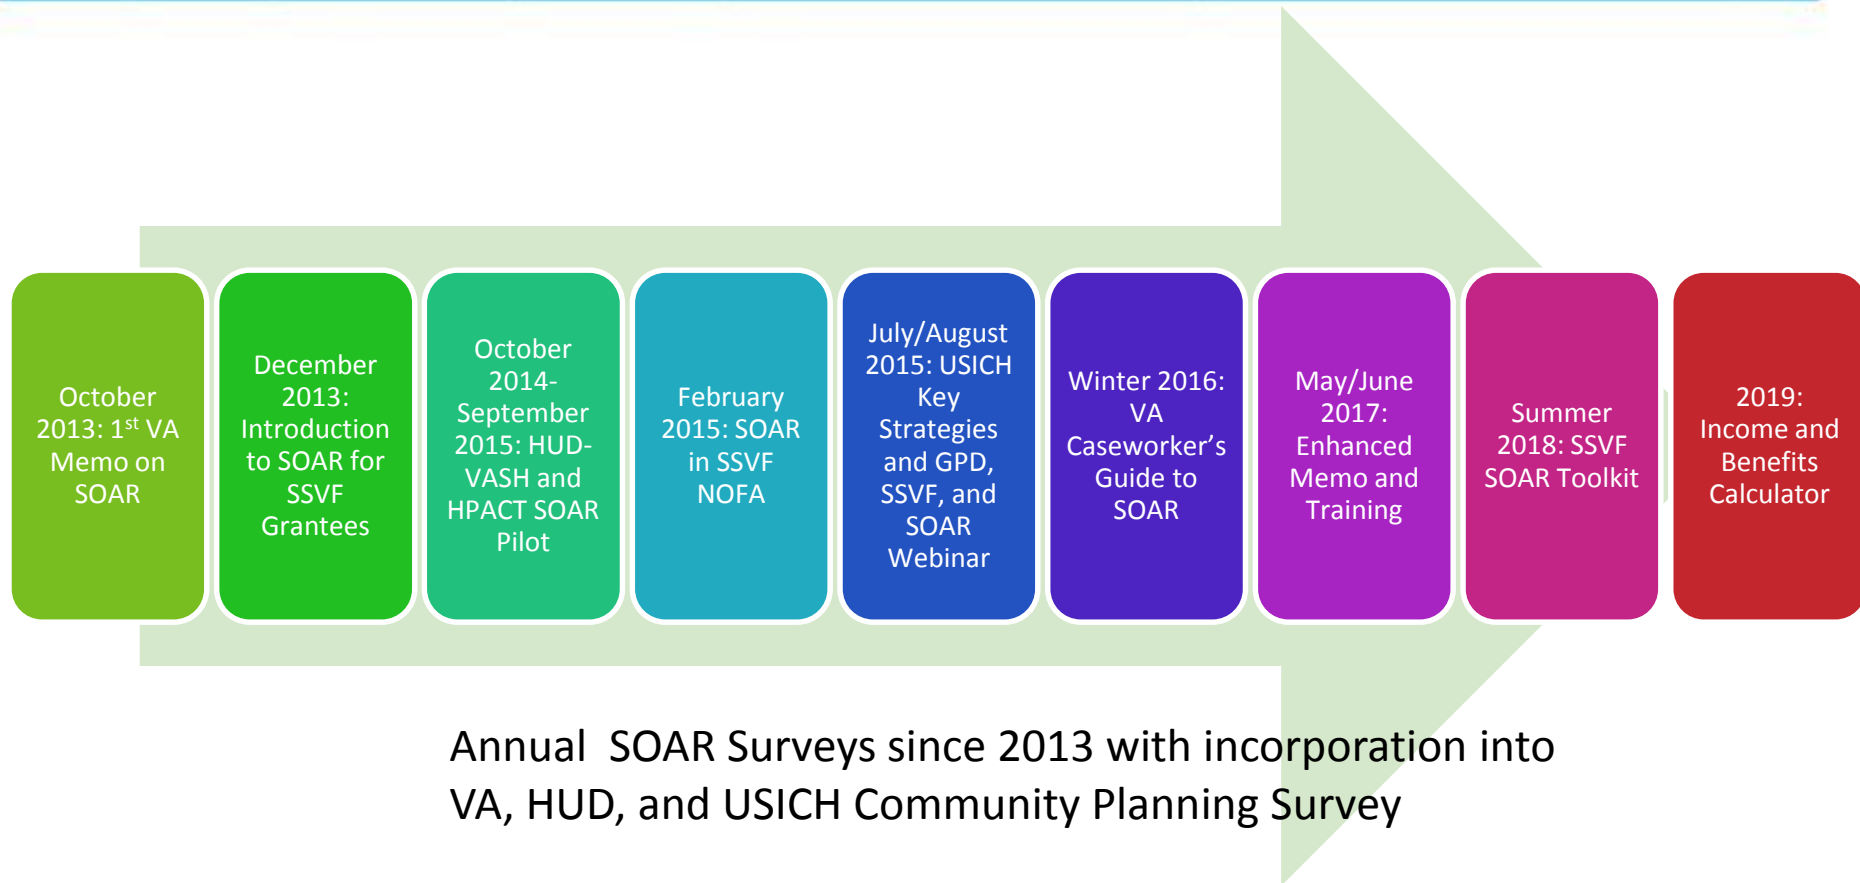 October
2013: 1st VA
Memo on
SOAR
December
2013:
Introduction
to SOAR for
SSVF
Grantees
October
2014-
September
2015: HUD-
VASH and
HPACT SOAR
Pilot
February
2015: SOAR
in SSVF
NOFA
July/August
2015: USICH
Key
Strategies
and GPD,
SSVF, and
SOAR
Webinar
Winter 2016:
VA
Caseworker’s
Guide to
SOAR
May/June
2017:
Enhanced
Memo and
Training
Summer
2018: SSVF
SOAR Toolkit
2019:
Income and
Benefits
Calculator
Annual  SOAR Surveys since 2013 with incorporation into
VA, HUD, and USICH Community Planning Survey